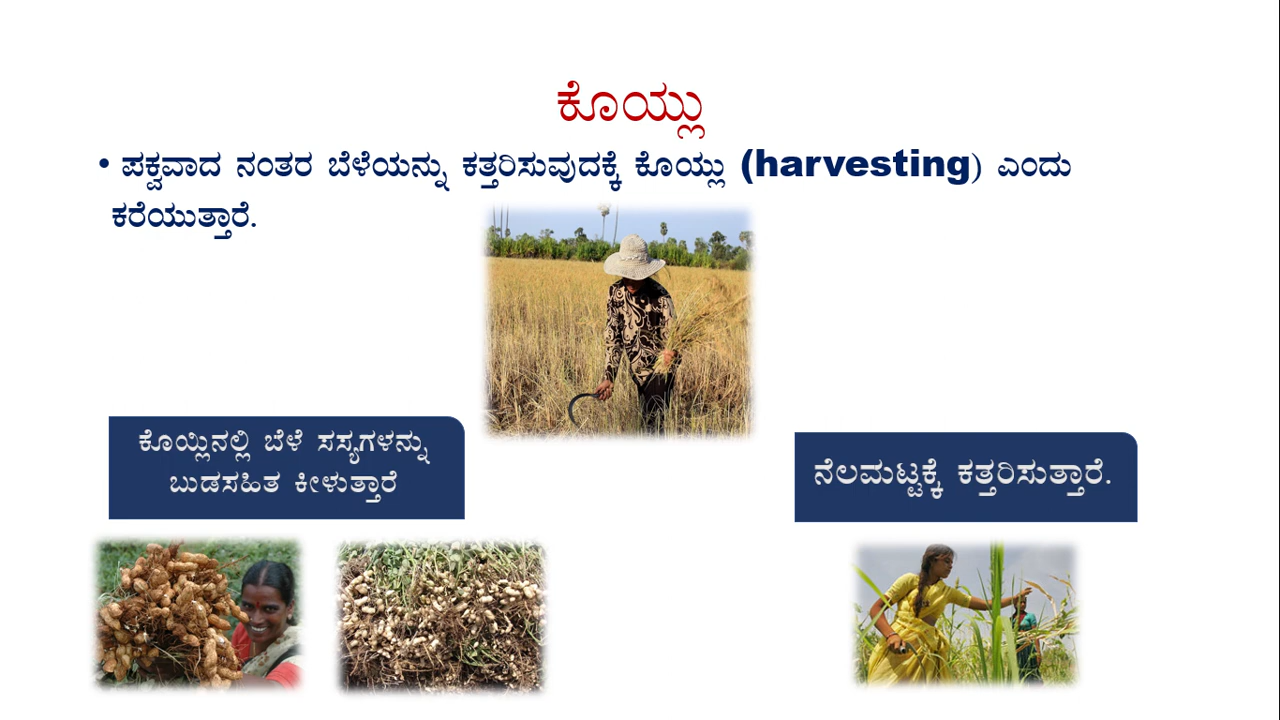 ಕೊಯ್ಲು
• ಪಕ್ವವಾದ ನಂತರ ಬೆಳೆಯನ್ನು ಕತ್ತರಿಸುವುದಕ್ಕೆ ಕೊಯ್ಲು (harvesting) ಎಂದು
ಕರೆಯುತ್ತಾರೆ.
ಕೊಯ್ಲಿನಲ್ಲಿ ಬೆಳೆ ಸಸ್ಯಗಳನ್ನು
ಬುಡಸಹಿತ ಕೀಳುತ್ತಾರೆ
ನೆಲಮಟ್ಟಕ್ಕೆ ಕತ್ತರಿಸುತ್ತಾರೆ.